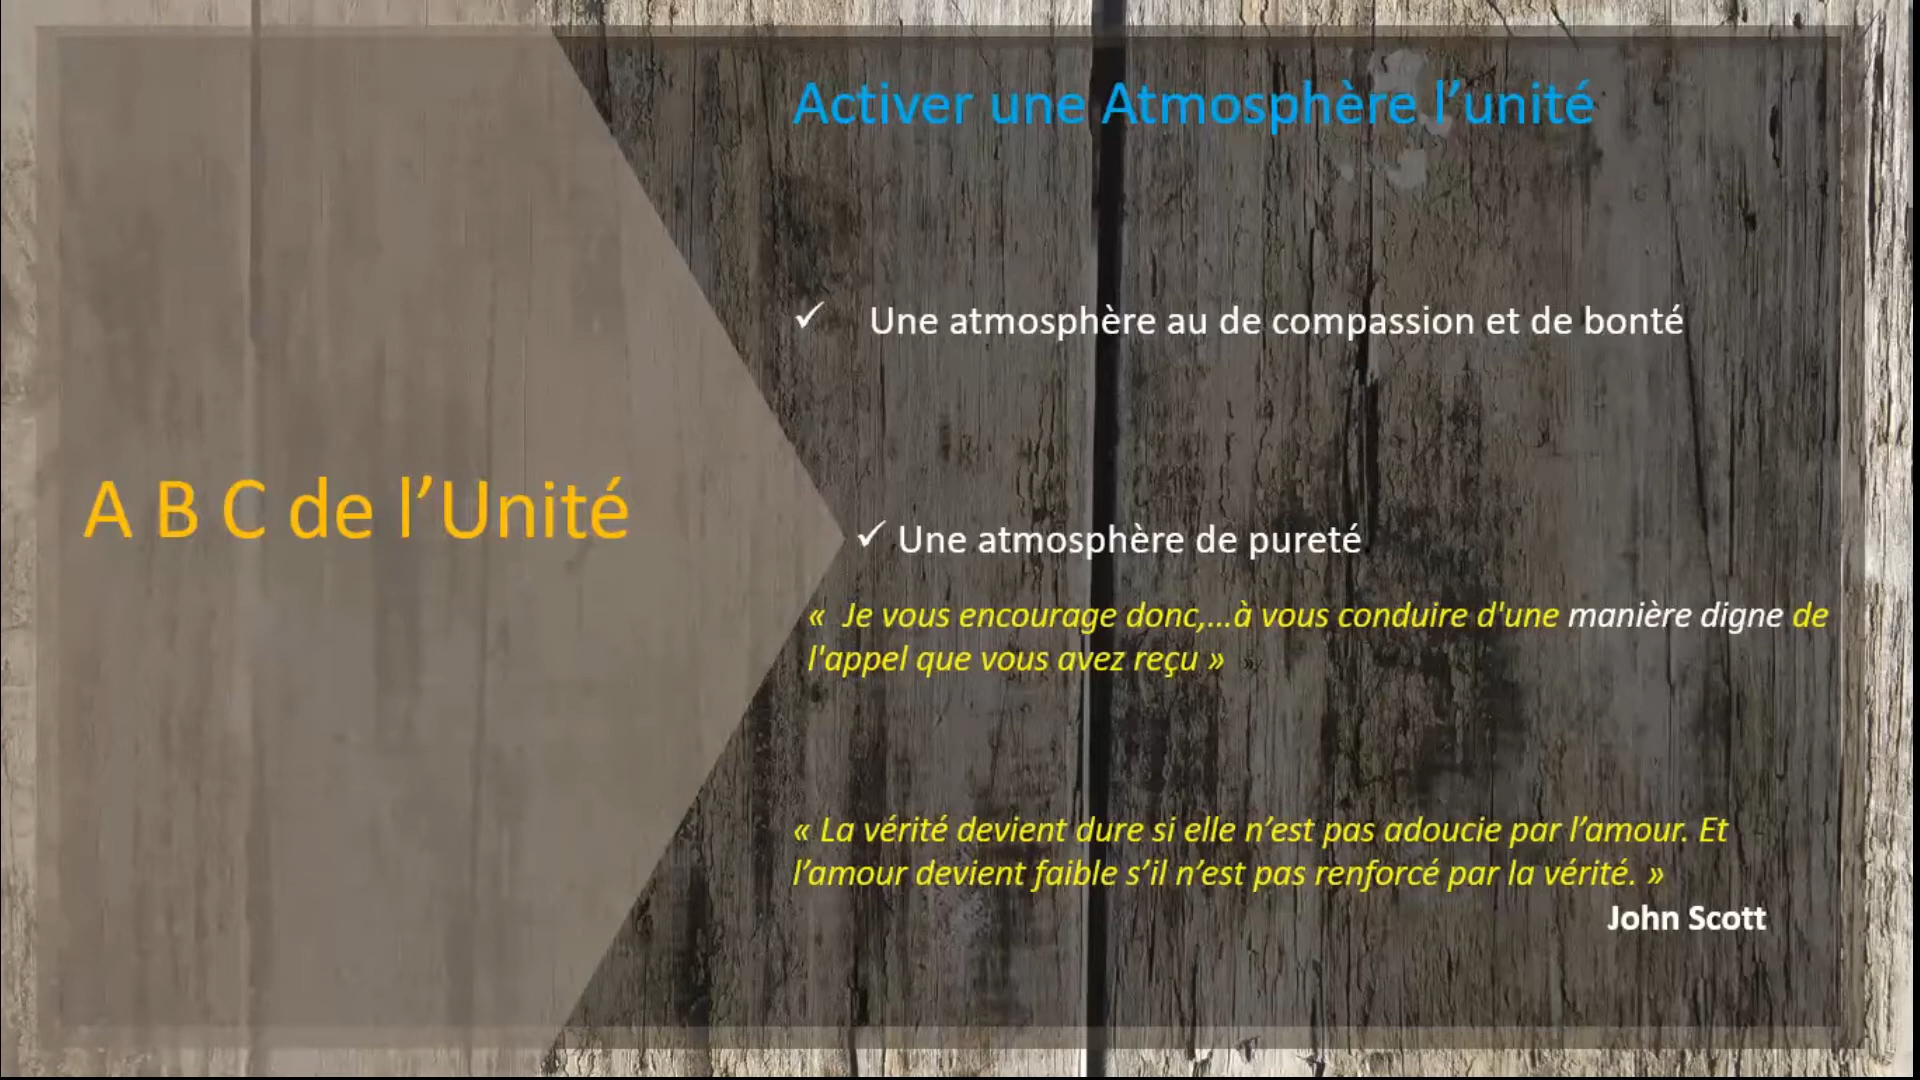 A B C de l’Unité
Activer une Atmosphère l’unité
✓ Une atmosphère au de compassion et de bonté
✓ Une atmosphère de pureté
« Je vous encourage donc,...à vous conduire d'une manière digne de
l'appel que vous avez reçu »
« La vérité devient dure si elle n’est pas adoucie par l’amour. Et
l’amour devient faible s’il n’est pas renforcé par la vérité. »
John Scott